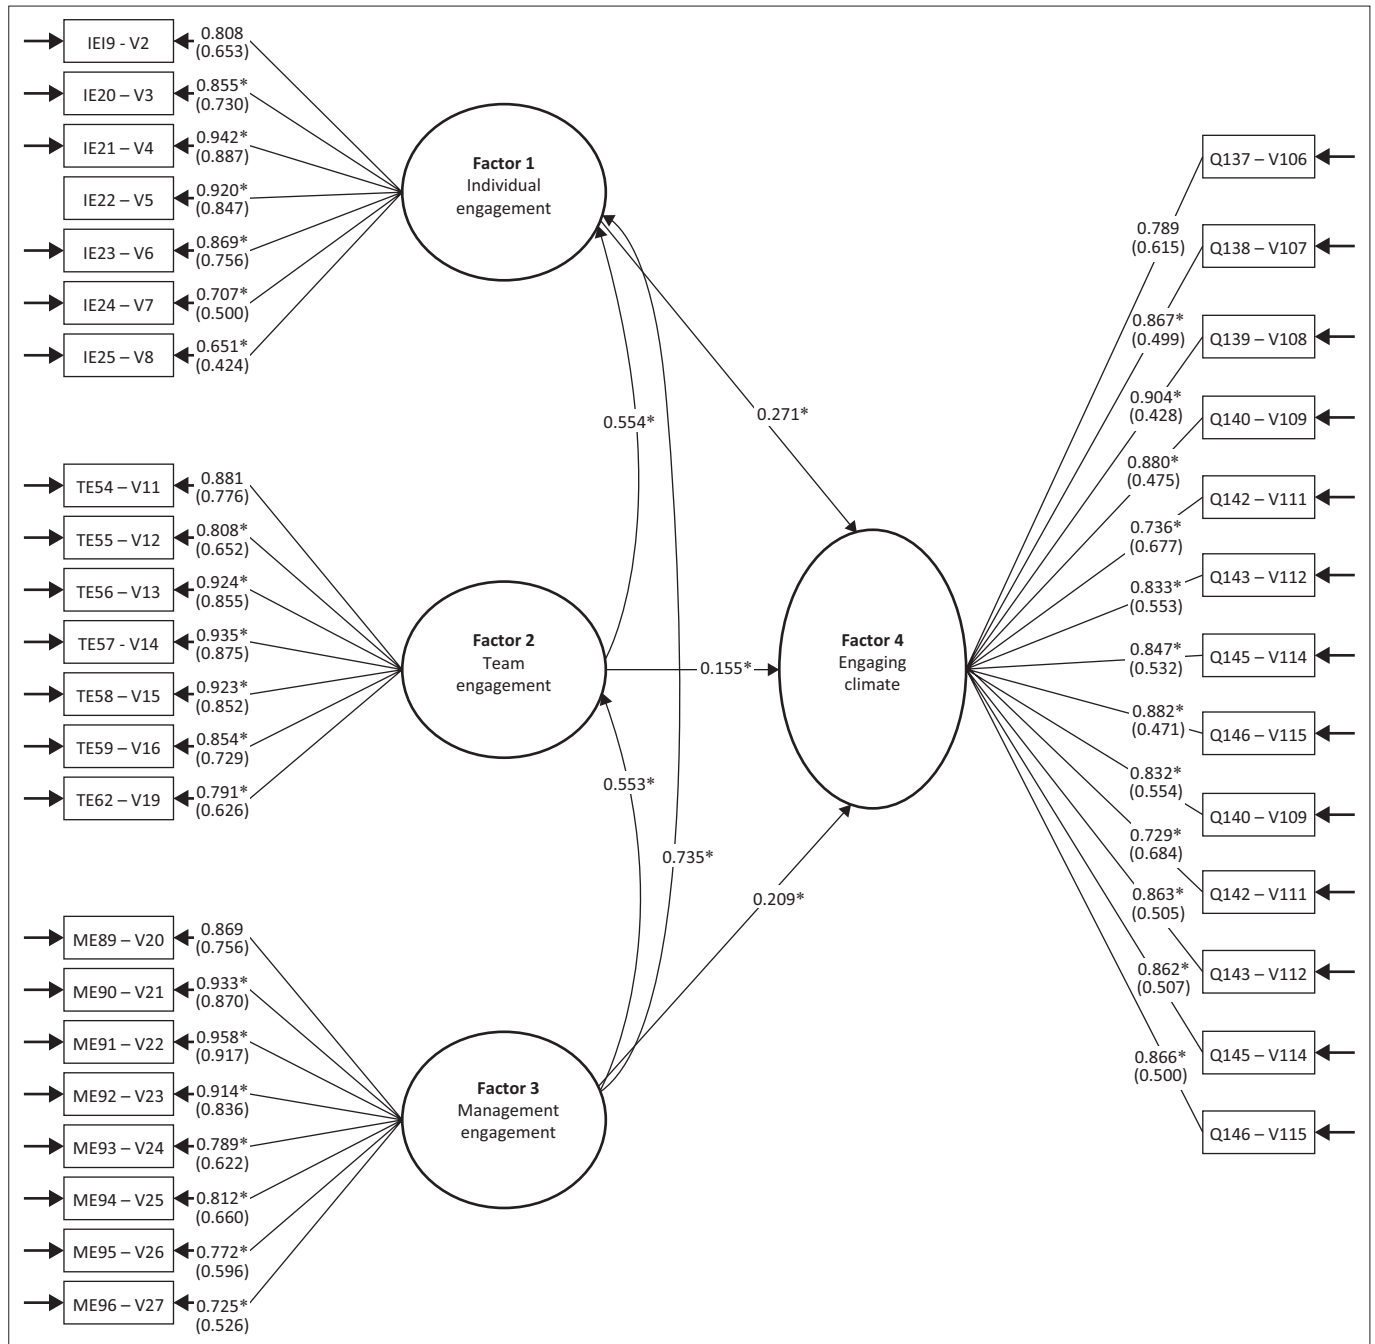 IEI9 - V2
0.808
(0.653)
IE20 – V3
0.855*
(0.730)
IE21 – V4
0.942*
(0.887)
IE22 – V5
0.920*
(0.847)
IE23 – V6
0.869*
(0.756)
IE24 – V7
0.707*
(0.500)
IE25 – V8
0.651*
(0.424)
Factor 1
Individual
engagement
TE54 – V11
0.881
(0.776)
TE55 – V12
0.808*
(0.652)
TE56 – V13
0.924*
(0.855)
TE57 - V14
0.935*
(0.875)
TE58 – V15
0.923*
(0.852)
TE59 – V16
0.854*
(0.729)
TE62 – V19
0.791*
(0.626)
Factor 2
Team
engagement
ME89 – V20
0.869
(0.756)
ME90 – V21
0.933*
(0.870)
ME91 – V22
0.958*
(0.917)
ME92 – V23
0.914*
(0.836)
ME93 – V24
0.789*
(0.622)
ME94 – V25
0.812*
(0.660)
ME95 – V26
0.772*
(0.596)
ME96 – V27
0.725*
(0.526)
Factor 3
Management
engagement
0.554*
0.271*
0.155*
0.553*
0.735*
0.209*
Factor 4
Engaging
climate
0.789
(0.615)
Q137 – V106
0.867*
(0.499)
Q138 – V107
0.904*
(0.428)
Q139 – V108
0.880*
(0.475)
Q140 – V109
0.736*
(0.677)
Q142 – V111
0.833*
(0.553)
Q143 – V112
0.847*
(0.532)
Q145 – V114
0.882*
(0.471)
Q146 – V115
0.832*
(0.554)
Q140 – V109
0.729*
(0.684)
Q142 – V111
0.863*
(0.505)
Q143 – V112
0.862*
(0.507)
Q145 – V114
0.866*
(0.500)
Q146 – V115